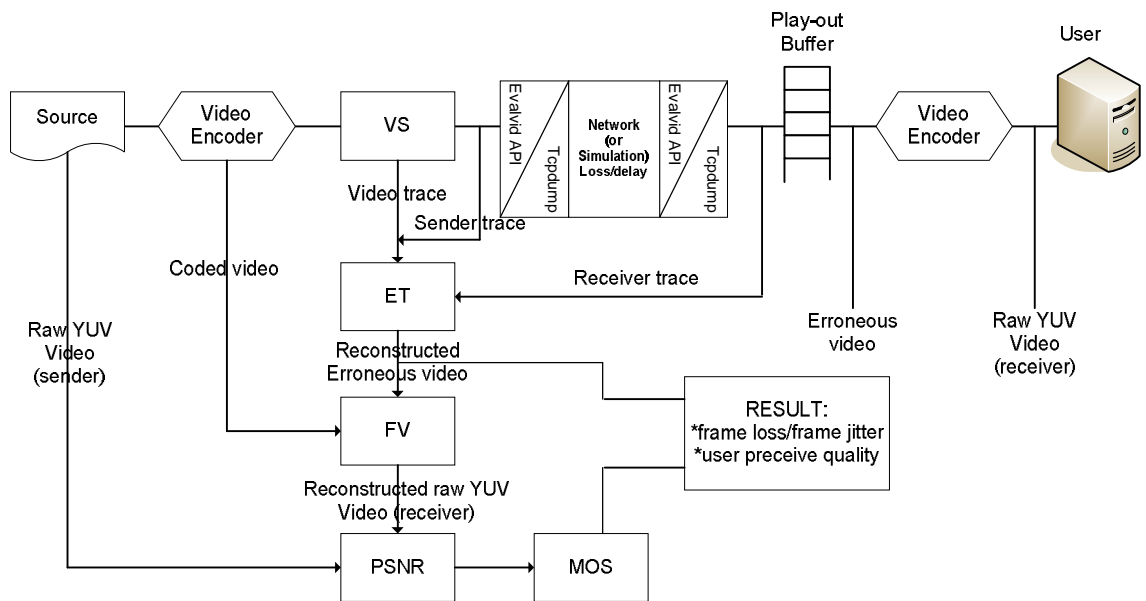 Play-out
Buffer
User
Source
Video
Encoder
VS
Evalvid API
Tcpdump
Network
(or
Simulation)
Loss/delay
Evalvid API
Tcpdump
Video
Encoder
Video trace
Sender trace
Coded video
ET
Receiver trace
Raw YUV
Video
(sender)
Erroneous
video
Raw YUV
Video
(receiver)
Reconstructed
Erroneous video
FV
RESULT:
*frame loss/frame jitter
*user preceive quality
Reconstructed raw YUV
Video (receiver)
PSNR
MOS